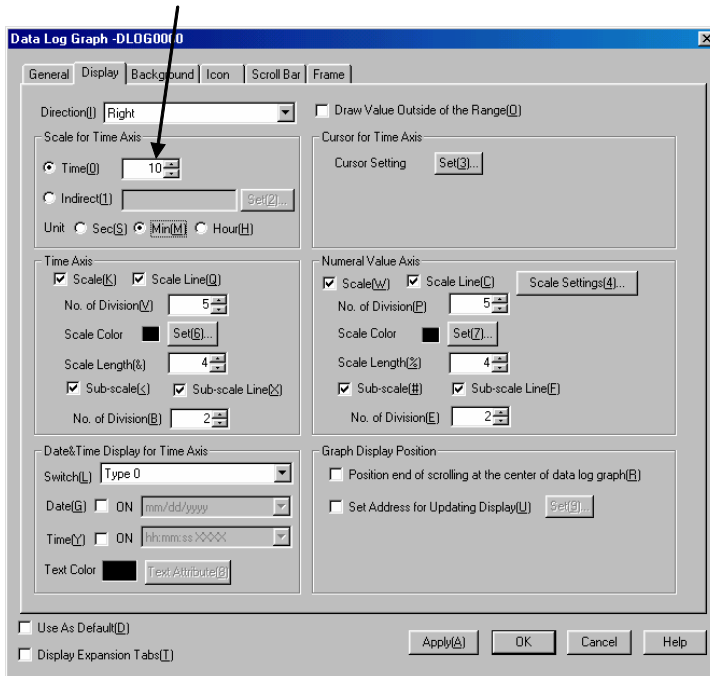 Data Log Graph -DLOG0000
General Display Background Icon Scroll Bar Frame
Direction(I) Right
Draw Value Outside of the Range(O)
Scale for Time Axis
Time(0) 10
Indirect(1) Set(2)...
Unit Sec(S) Min(M) Hour(H)
Cursor for Time Axis
Cursor Setting Set(3)...
Time Axis
Scale(K) Scale Line(Q)
No. of Division(V) 5
Scale Color Set(6)...
Scale Length(&) 4
Sub-scale(<) Sub-scale Line(X)
No. of Division(B) 2
Numeral Value Axis
Scale(W) Scale Line(C) Scale Settings(4)...
No. of Division(P) 5
Scale Color Set(7)...
Scale Length(%) 4
Sub-scale(#) Sub-scale Line(F)
No. of Division(E) 2
Date&Time Display for Time Axis
Switch(L) Type 0
Date(G) ON mm/dd/yyyy
Time(Y) ON hh:mm:ss XXXX
Text Color Text Attribute(8)
Graph Display Position
Position end of scrolling at the center of data log graph(R)
Set Address for Updating Display(U) Set(9)...
Use As Default(D)
Display Expansion Tabs(T)
Apply(A) OK Cancel Help